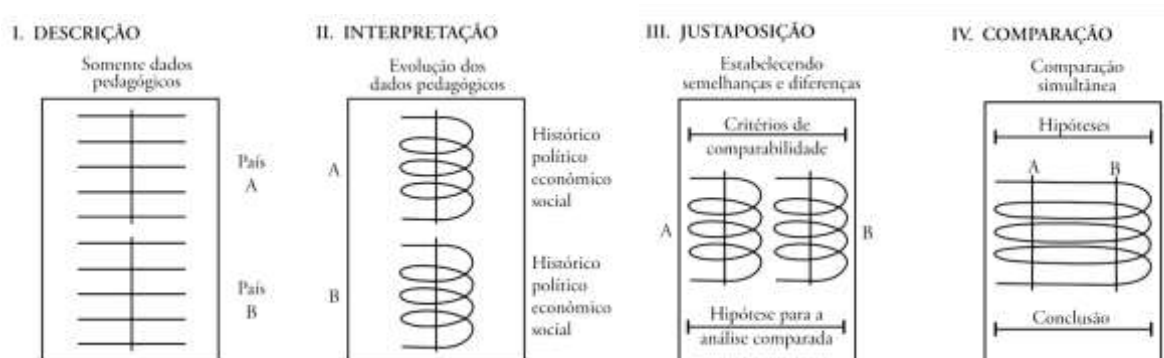 I. DESCRIÇÃO
Somente dados
pedagógicos
País
A
País
B
II. INTERPRETAÇÃO
Evolução dos
dados pedagógicos
A
Histórico
político
econômico
social
B
Histórico
político
econômico
social
III. JUSTAPOSIÇÃO
Estabelecendo
semelhanças e diferenças
Critérios de
comparabilidade
A
B
Hipótese para a
análise comparada
IV. COMPARAÇÃO
Comparação
simultânea
Hipóteses
A B
Conclusão